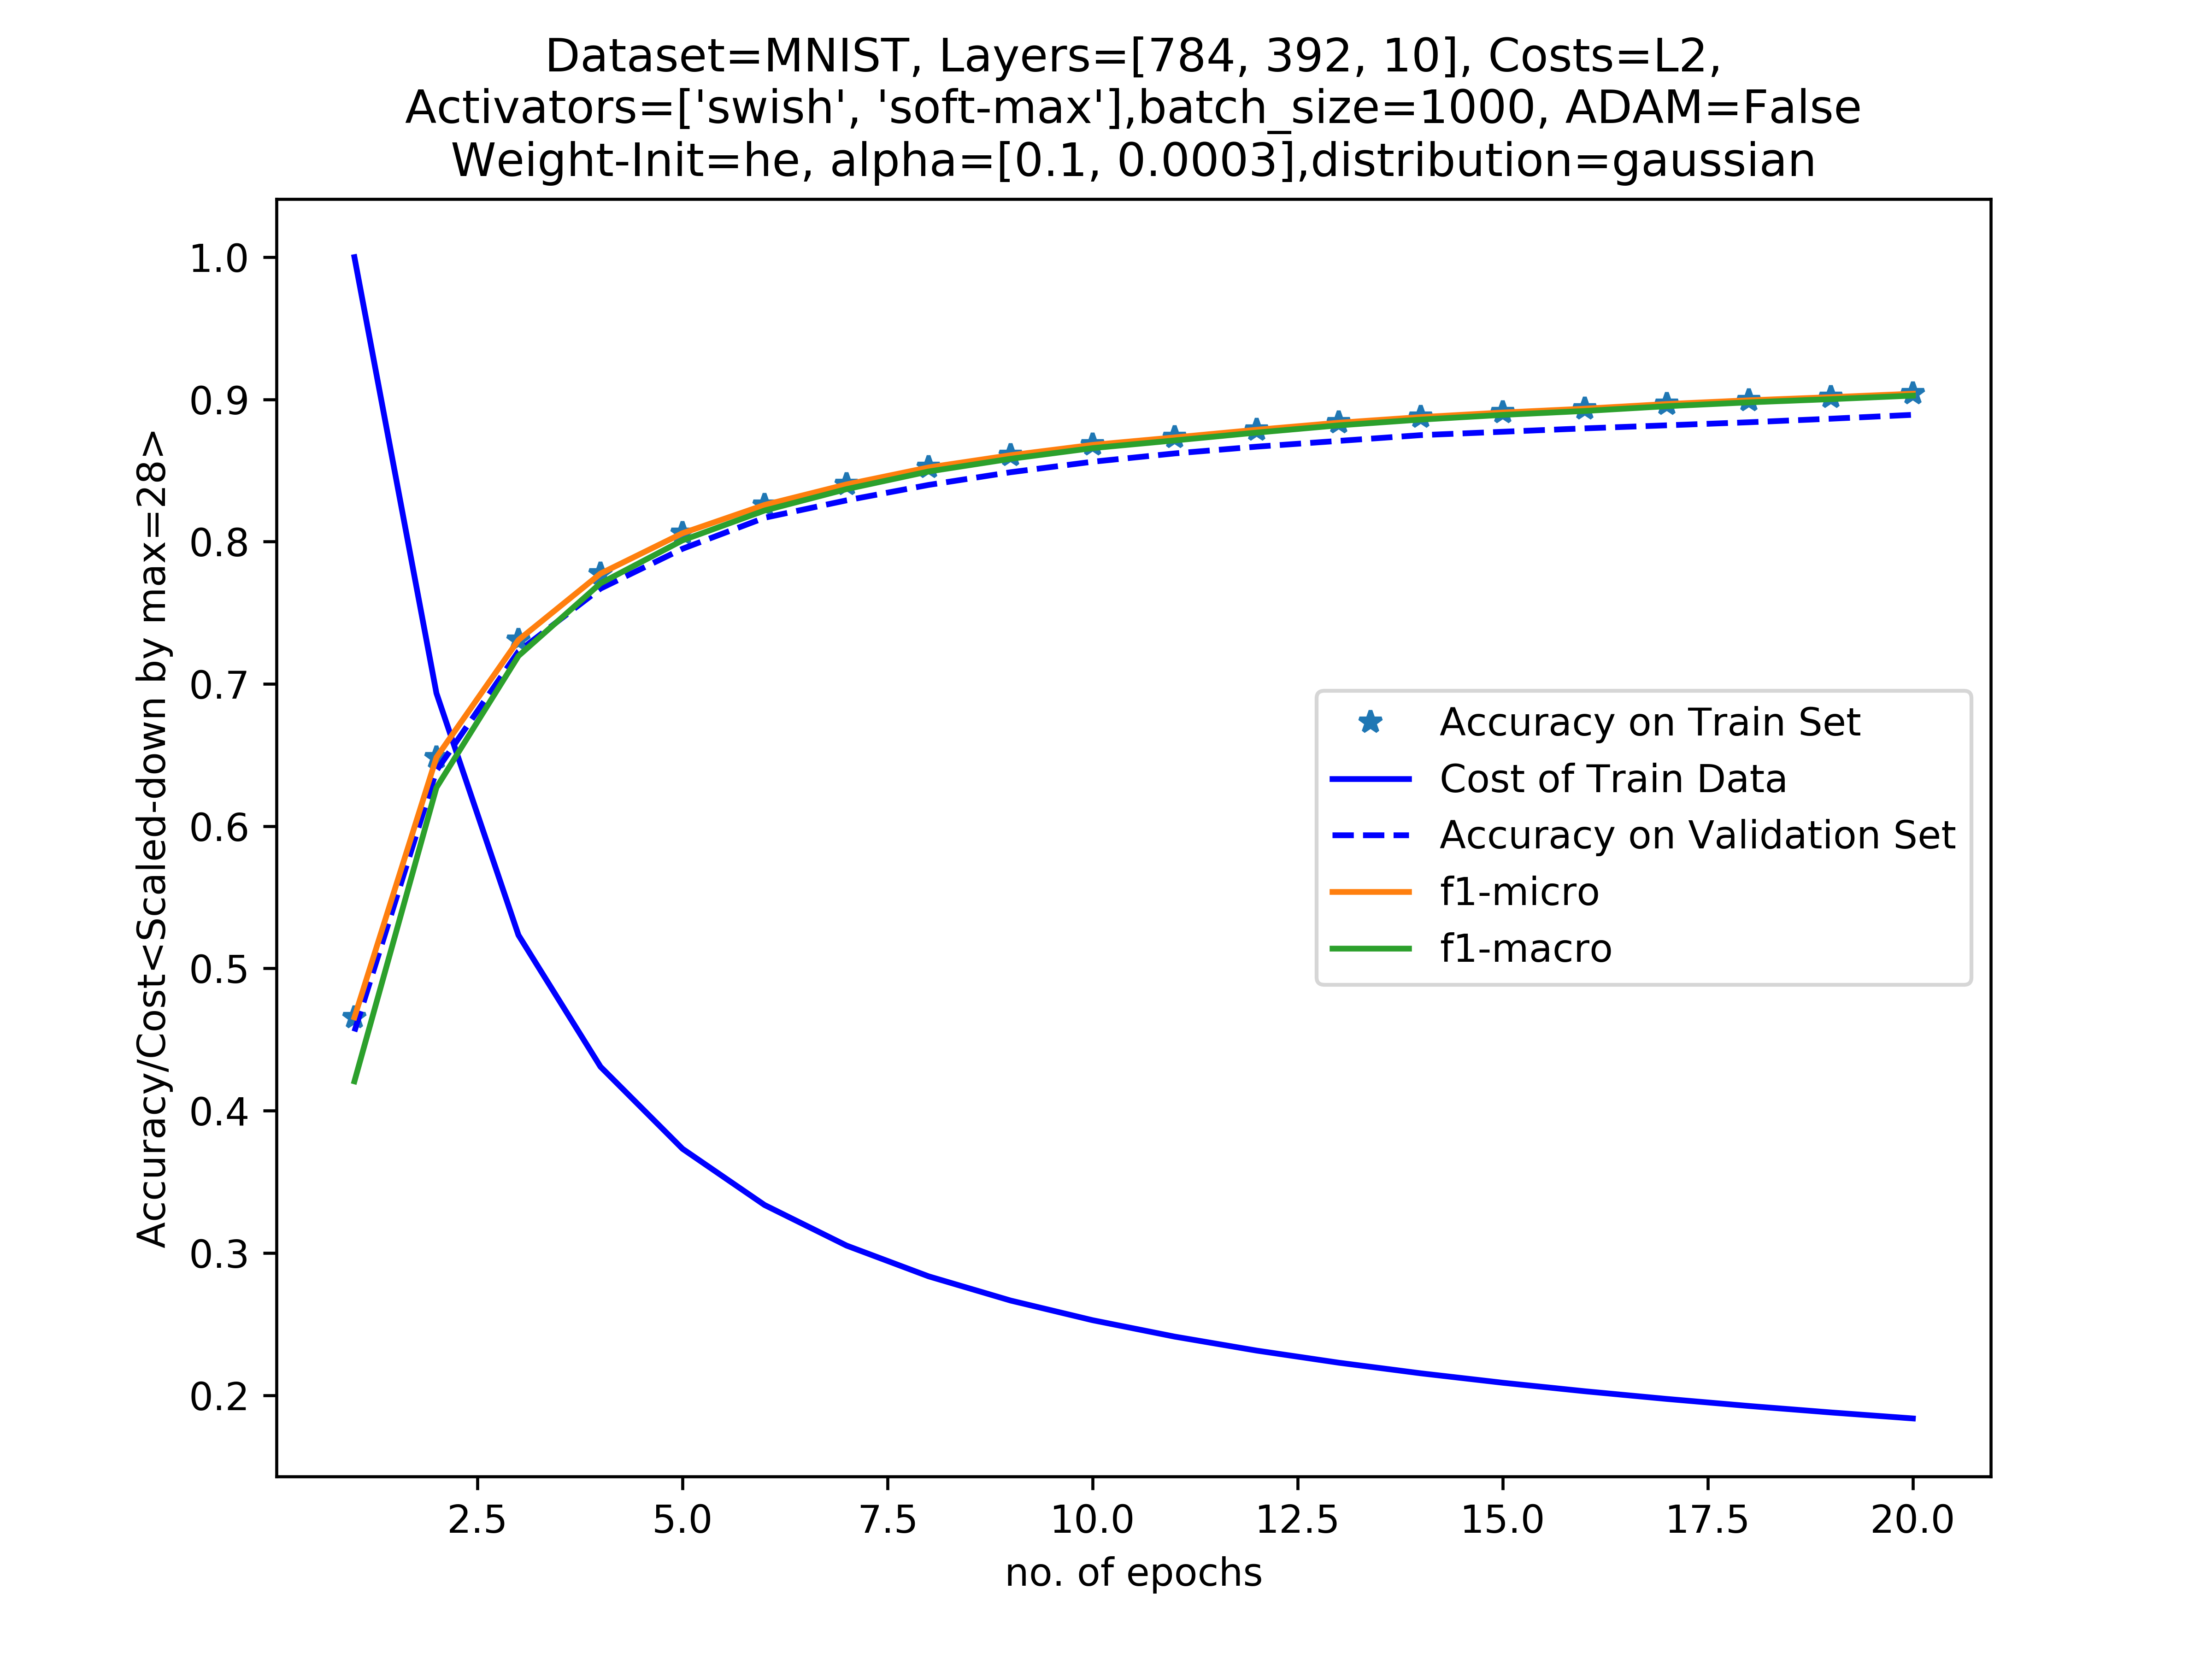 Dataset=MNIST, Layers=[784, 392, 10], Costs=L2,
Activators=['swish', 'soft-max'],batch_size=1000, ADAM=False
Weight-Init=he, alpha=[0.1, 0.0003],distribution=gaussian
Accuracy/Cost<Scaled-down by max=28>
1.0
0.9
0.8
0.7
0.6
0.5
0.4
0.3
0.2
Accuracy on Train Set
Cost of Train Data
Accuracy on Validation Set
f1-micro
f1-macro
2.5 5.0 7.5 10.0 12.5 15.0 17.5 20.0
no. of epochs